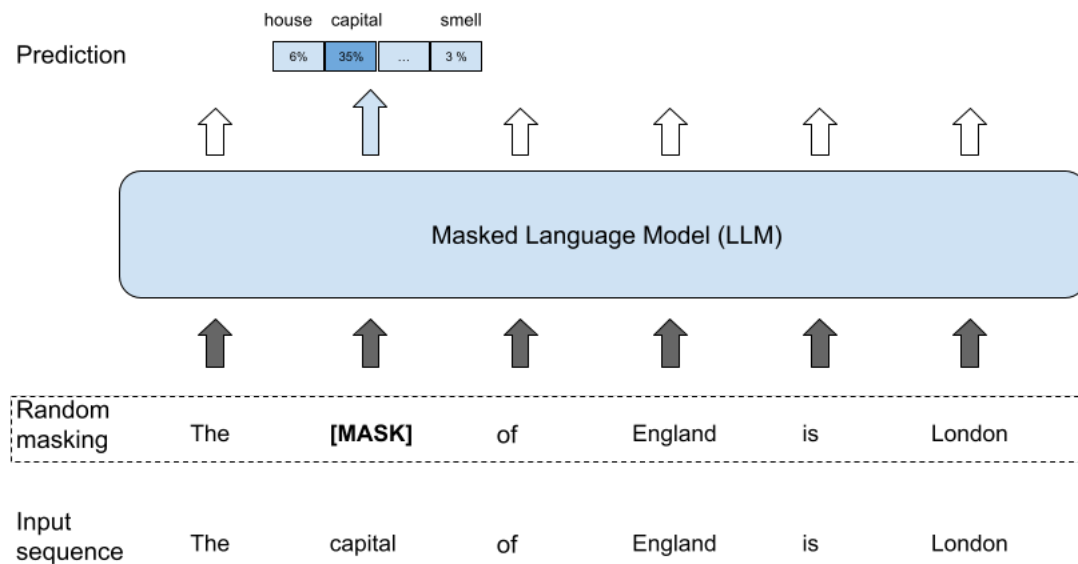 house capital smell
Prediction 6% 35% ... 3 %
Masked Language Model (LLM)
Random
masking The [MASK] of England is London
Input
sequence The capital of England is London